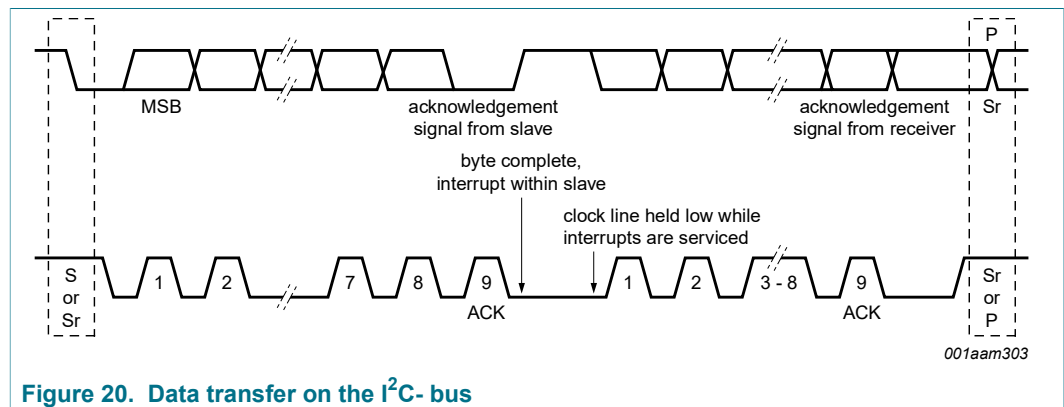 P
MSB
acknowledgement
signal from slave
acknowledgement
signal from receiver
Sr
byte complete,
interrupt within slave
clock line held low while
interrupts are serviced
S
or
Sr
1
2
7
8
9
ACK
1
2
3 - 8
9
ACK
Sr
or
P
001aam303
Figure 20. Data transfer on the I²C- bus